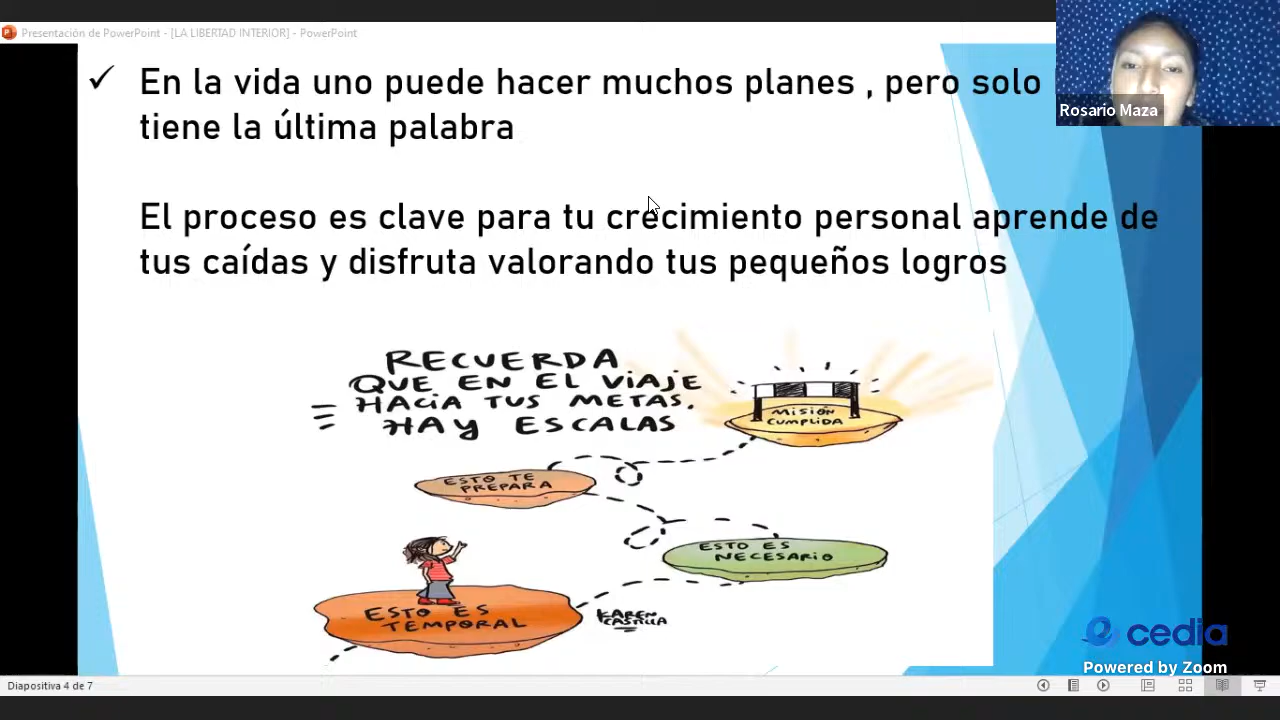 Presentación de PowerPoint - [LA LIBERTAD INTERIOR] - PowerPoint
✓ En la vida uno puede hacer muchos planes , pero solo
tiene la última palabra
Rosario Maza
El proceso es clave para tu crecimiento personal aprende de
tus caídas y disfruta valorando tus pequeños logros
RECUERDA
QUE EN EL VIAJE
HACIA TUS METAS.
HAY ESCALAS
MISIÓN
CUMPLIDA
ESTO TE
PREPARA
ESTO ES
NECESARIO
ESTO ES
TEMPORAL
KAREN
CASTILLA
cedia
Powered by Zoom
Diapositiva 4 de 7